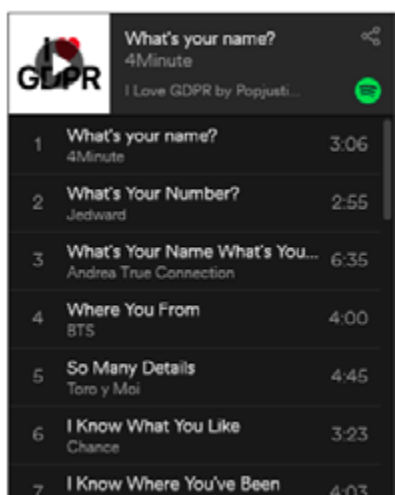 I
GDPR
What's your name?
4Minute
I Love GDPR by Popjusti...
1 What's your name? 3:06
4Minute
2 What's Your Number? 2:55
Jedward
3 What's Your Name What's You... 6:35
Andrea True Connection
4 Where You From 4:00
BTS
5 So Many Details 4:45
Toro y Moi
6 I Know What You Like 3:23
Chance
7 I Know Where You've Been 4:03